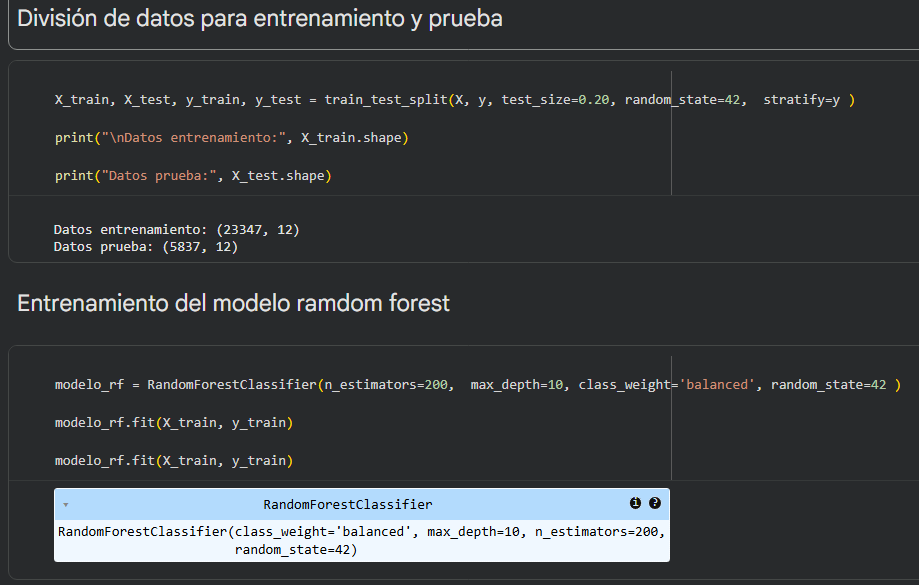 División de datos para entrenamiento y prueba
X_train, X_test, y_train, y_test = train_test_split(X, y, test_size=0.20, random_state=42,  stratify=y )
print("\nDatos entrenamiento:", X_train.shape)
print("Datos prueba:", X_test.shape)
Datos entrenamiento: (23347, 12)
Datos prueba: (5837, 12)
Entrenamiento del modelo ramdom forest
modelo_rf = RandomForestClassifier(n_estimators=200,  max_depth=10, class_weight='balanced', random_state=42 )
modelo_rf.fit(X_train, y_train)
modelo_rf.fit(X_train, y_train)
RandomForestClassifier
RandomForestClassifier(class_weight='balanced', max_depth=10, n_estimators=200,
random_state=42)